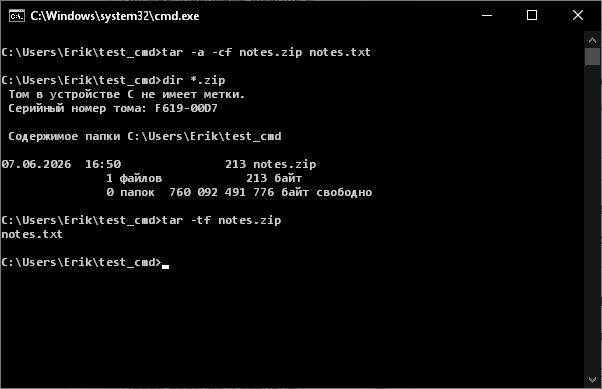 C:\Windows\system32\cmd.exe
C:\Users\Erik\test_cmd>tar -a -cf notes.zip notes.txt
C:\Users\Erik\test_cmd>dir *.zip
Том в устройстве C не имеет метки.
Серийный номер тома: F619-00D7
Содержимое папки C:\Users\Erik\test_cmd
07.06.2026  16:50               213 notes.zip
1 файлов            213 байт
0 папок  760 092 491 776 байт свободно
C:\Users\Erik\test_cmd>tar -tf notes.zip
notes.txt
C:\Users\Erik\test_cmd>